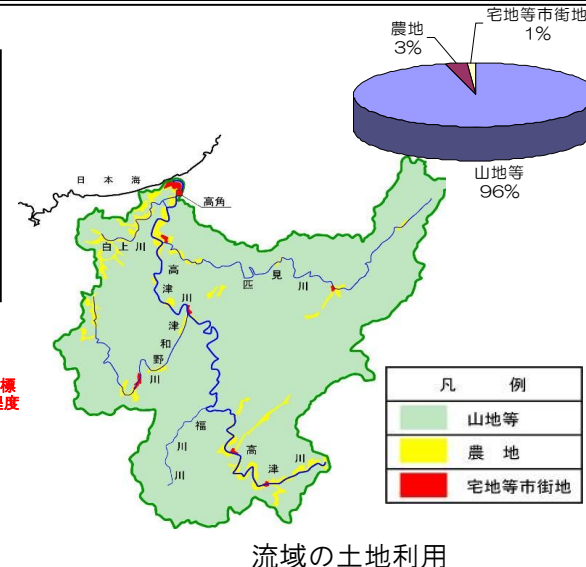 宅地等市街地
1%
農地
3%
山地等
96%
日本海
高角
白上川
高津川
匹見川
津和野川
福川川
高津川
標
程度
凡 例
山地等
農 地
宅地等市街地
流域の土地利用